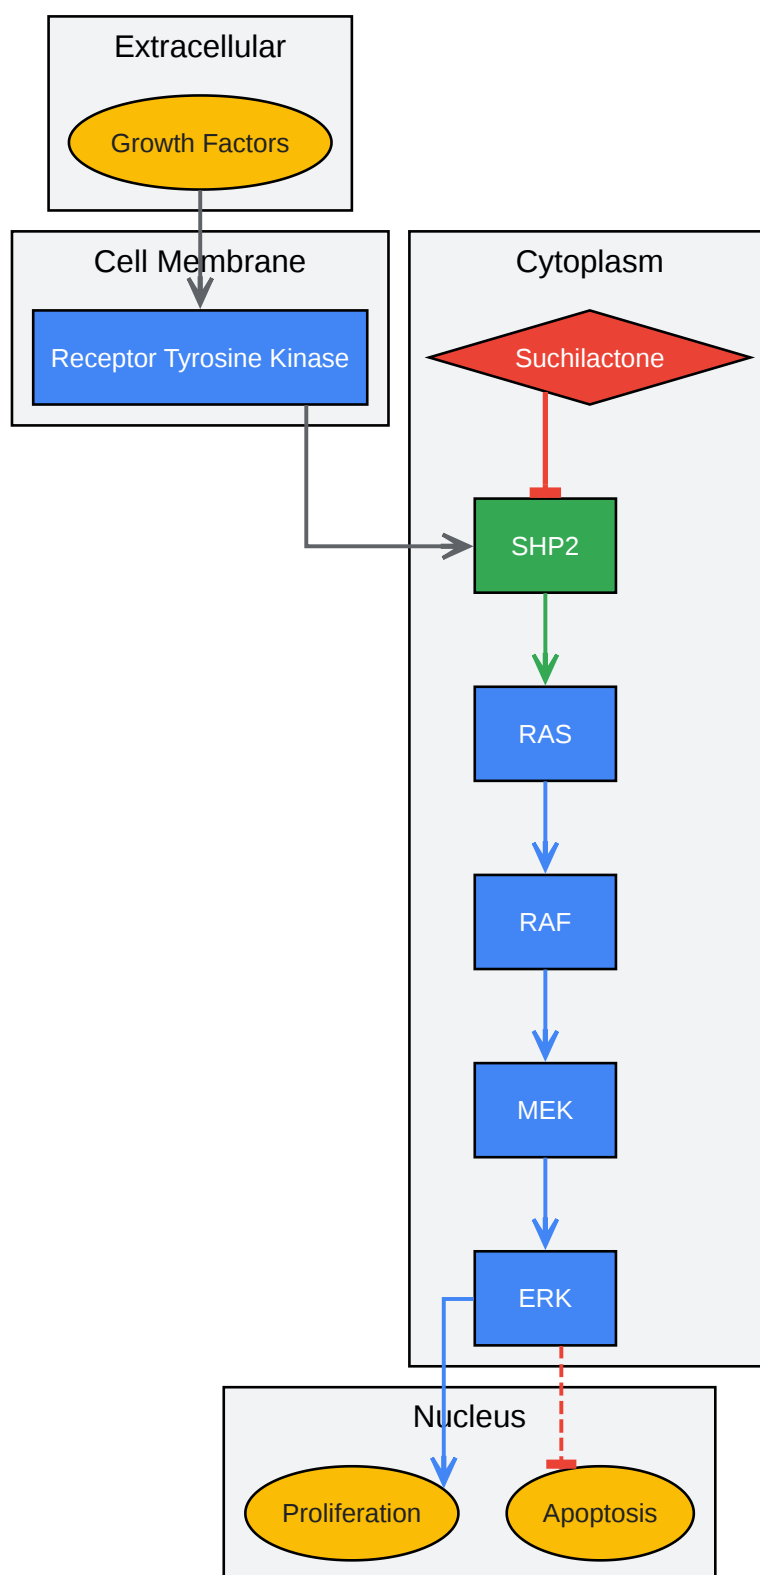 Extracellular
Growth Factors
Cell Membrane
Receptor Tyrosine Kinase
Cytoplasm
Suchilactone
SHP2
RAS
RAF
MEK
ERK
Nucleus
Proliferation
Apoptosis